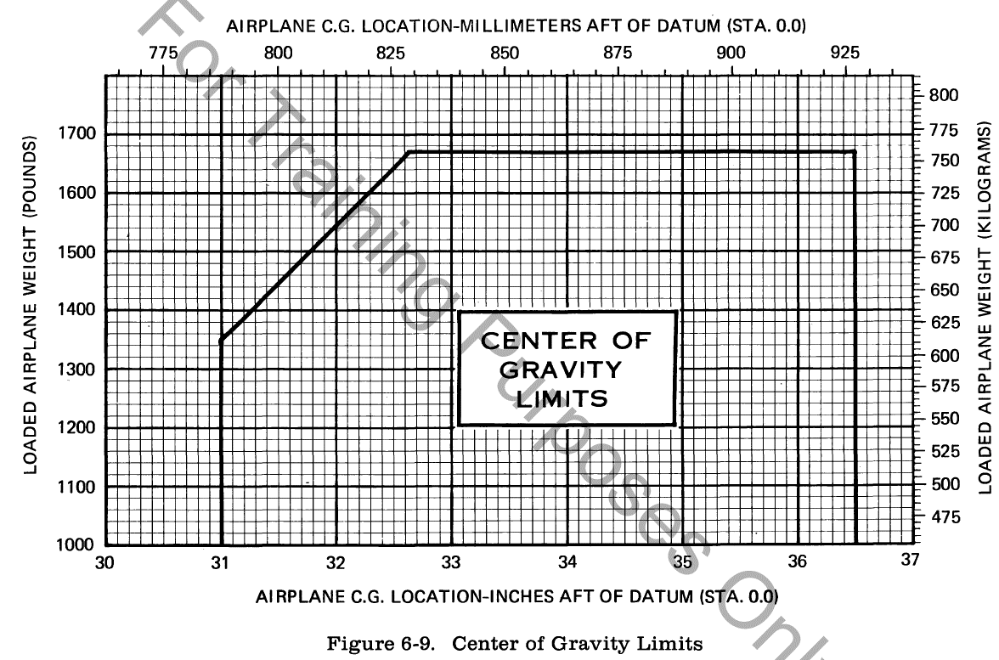 AIRPLANE C.G. LOCATION-MILLIMETERS AFT OF DATUM (STA. 0.0)
775 800 825 850 875 900 925
LOADED AIRPLANE WEIGHT (POUNDS)
1700
1600
1500
1400
1300
1200
1100
1000
CENTER OF
GRAVITY
LIMITS
800
775
750
725
700
675
650
625
600
575
550
525
500
475
LOADED AIRPLANE WEIGHT (KILOGRAMS)
30 31 32 33 34 35 36 37
AIRPLANE C.G. LOCATION-INCHES AFT OF DATUM (STA. 0.0)
Figure 6-9. Center of Gravity Limits
For Training Purposes Only